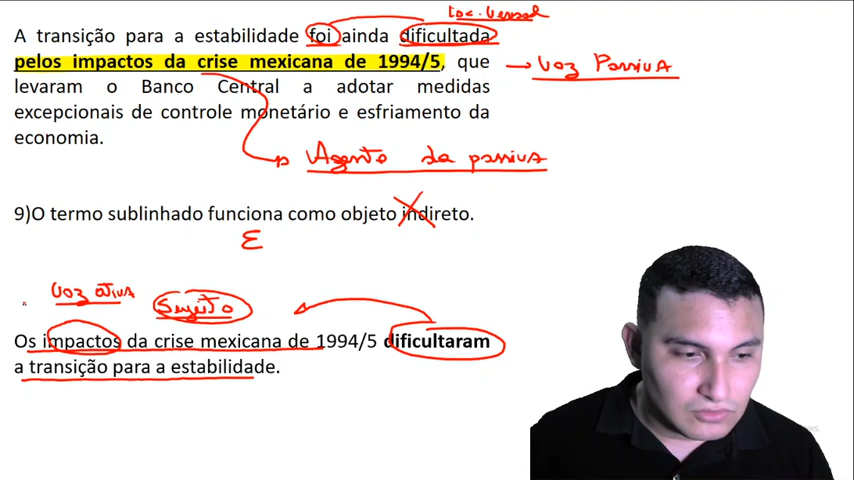 Loc. Verbal
A transição para a estabilidade foi ainda dificultada
pelos impactos da crise mexicana de 1994/5, que
→ Voz Passiva
levaram o Banco Central a adotar medidas
excepcionais de controle monetário e esfriamento da
economia.
Agente da passiva
9)O termo sublinhado funciona como objeto indireto.
E
Voz ativa
Sujeito
Os impactos da crise mexicana de 1994/5 dificultaram
a transição para a estabilidade.